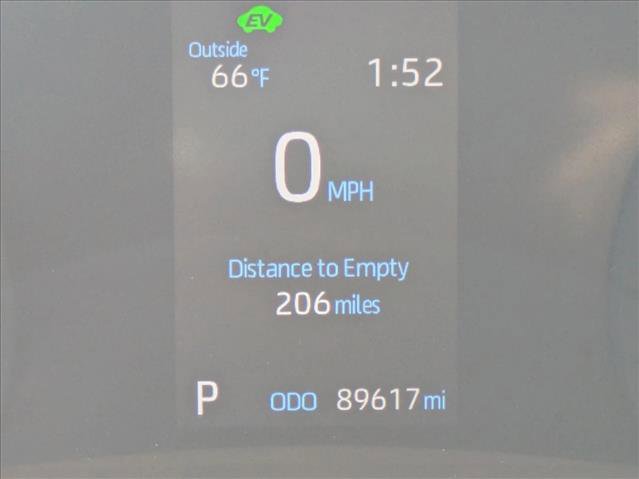 EV
Outside
66 °F 1:52
0 MPH
Distance to Empty
206 miles
P ODO 89617 mi